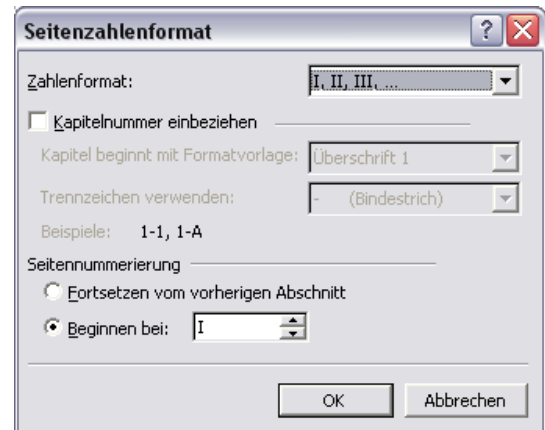 Seitenzahlenformat
Zahlenformat: I, II, III, ...
Kapitelnummer einbeziehen
Kapitel beginnt mit Formatvorlage: Überschrift 1
Trennzeichen verwenden: - (Bindestrich)
Beispiele: 1-1, 1-A
Seitennummerierung
Fortsetzen vom vorherigen Abschnitt
Beginnen bei: I
OK Abbrechen